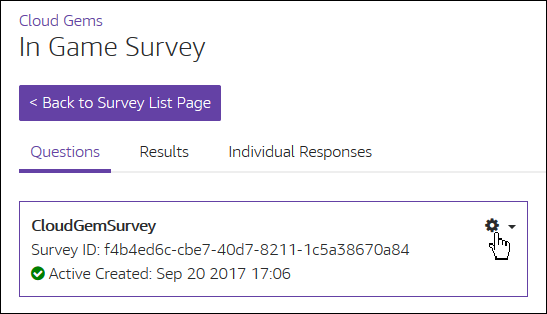 Cloud Gems
In Game Survey
< Back to Survey List Page
Questions Results Individual Responses
CloudGemSurvey
Survey ID: f4b4ed6c-cbe7-40d7-8211-1c5a38670a84
Active Created: Sep 20 2017 17:06